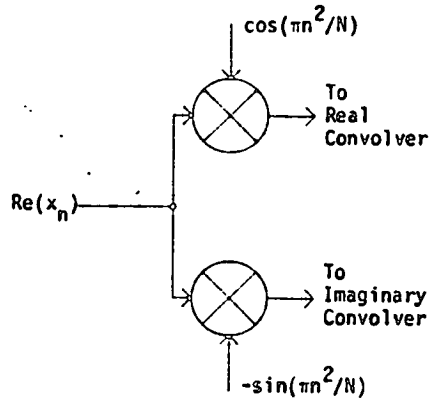 cos(πn²/N)
To
Real
Convolver
Re(xₙ)
To
Imaginary
Convolver
-sin(πn²/N)